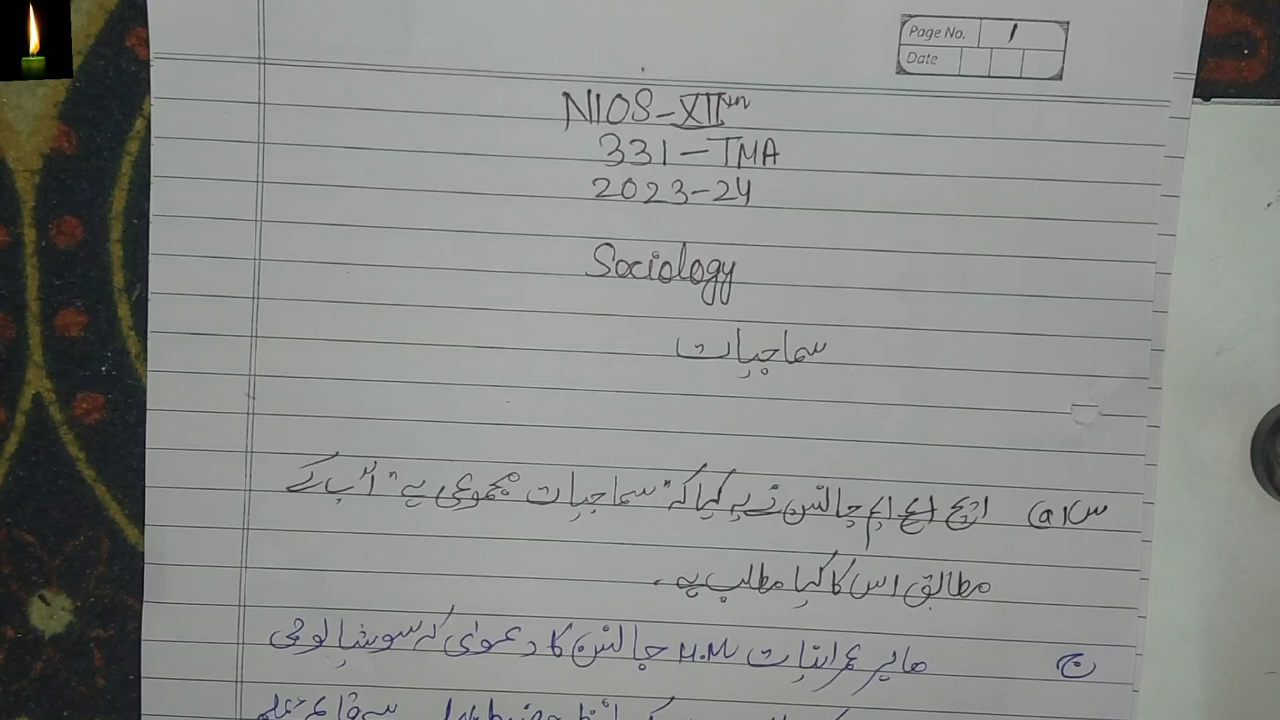 Page No. 1
Date
NIOS-XIIth
331-TMA
2023-24
Sociology
سماجیات
س1 a) ایچ ایم جانسن نے یہ کہا کہ "سماجیات مجموعی ہے" آپ کے
مطابق اس کا کیا مطلب ہے۔
ج ماہر عمرانیات H.M جانسن کا دعویٰ کہ سوشیالوجی